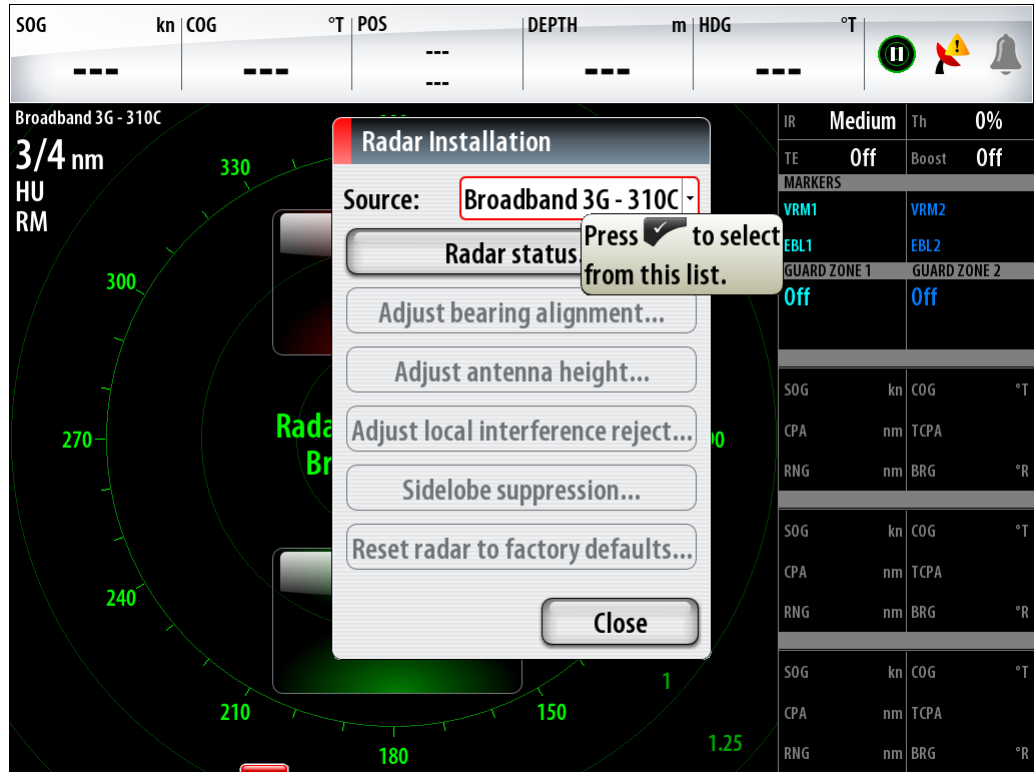 SOG kn COG °T POS DEPTH m HDG °T
--- --- --- --- ---
---
Broadband 3G - 310C
3/4 nm
HU
RM
330
300
270
240
210
180
150
1
1.25
Radar Installation
Source: Broadband 3G - 310C
Press to select
from this list.
Radar status.
Adjust bearing alignment...
Adjust antenna height...
Adjust local interference reject...
Sidelobe suppression...
Reset radar to factory defaults...
Close
Rada
Br
IR Medium Th 0%
TE Off Boost Off
MARKERS
VRM1 VRM2
EBL1 EBL2
GUARD ZONE 1 GUARD ZONE 2
Off Off
SOG kn COG °T
CPA nm TCPA
RNG nm BRG °R
SOG kn COG °T
CPA nm TCPA
RNG nm BRG °R
SOG kn COG °T
CPA nm TCPA
RNG nm BRG °R